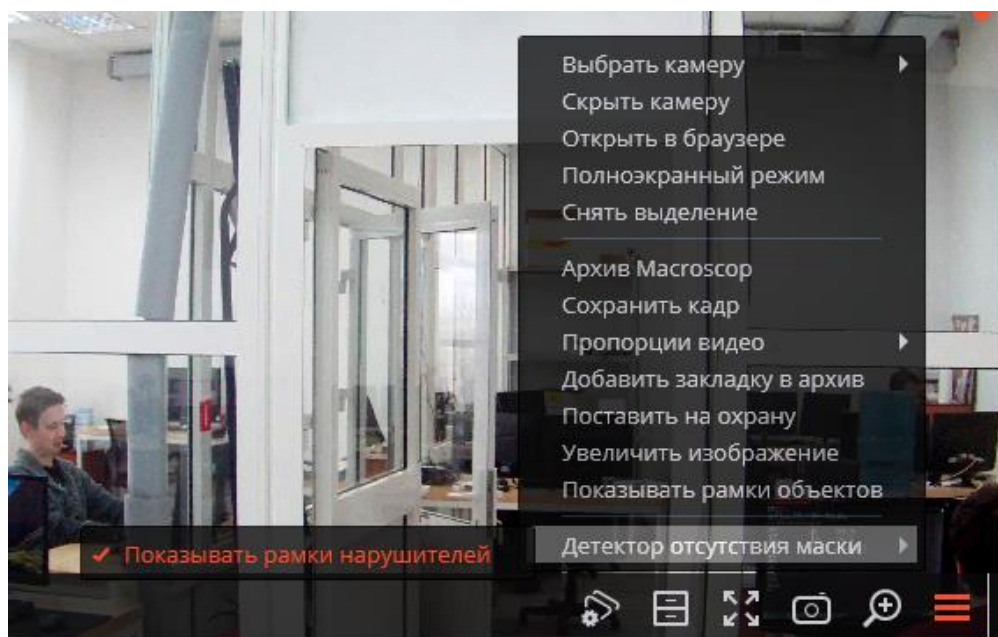 Выбрать камеру
Скрыть камеру
Открыть в браузере
Полноэкранный режим
Снять выделение
Архив Macroscop
Сохранить кадр
Пропорции видео
Добавить закладку в архив
Поставить на охрану
Увеличить изображение
Показывать рамки объектов
Детектор отсутствия маски
Показывать рамки нарушителей